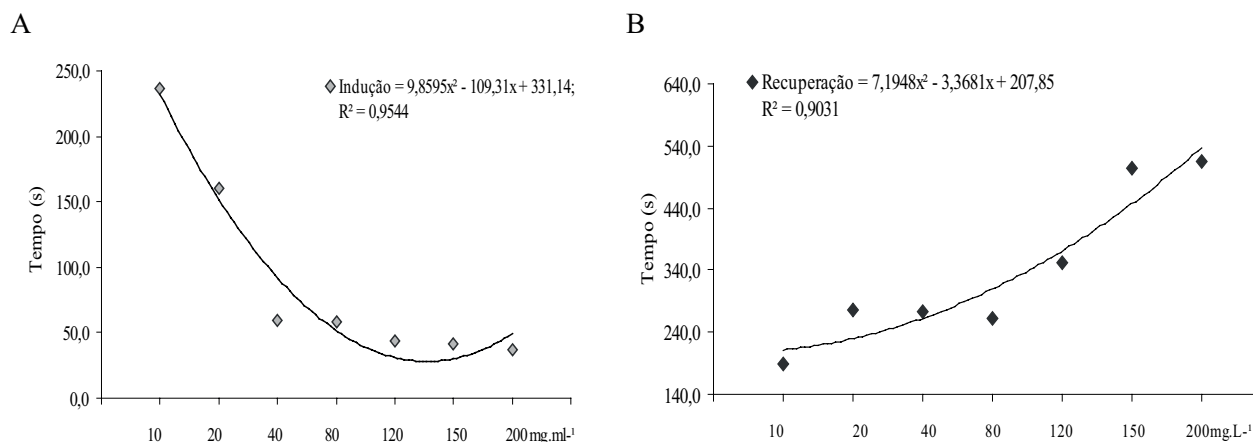 A
Tempo (s)
250,0
200,0
150,0
100,0
50,0
0,0
Indução = 9,8595x² - 109,31x + 331,14;
R² = 0,9544
10 20 40 80 120 150 200mg.ml-¹
B
Tempo (s)
640,0
540,0
440,0
340,0
240,0
140,0
Recuperação = 7,1948x² - 3,3681x + 207,85
R² = 0,9031
10 20 40 80 120 150 200mg.L-¹